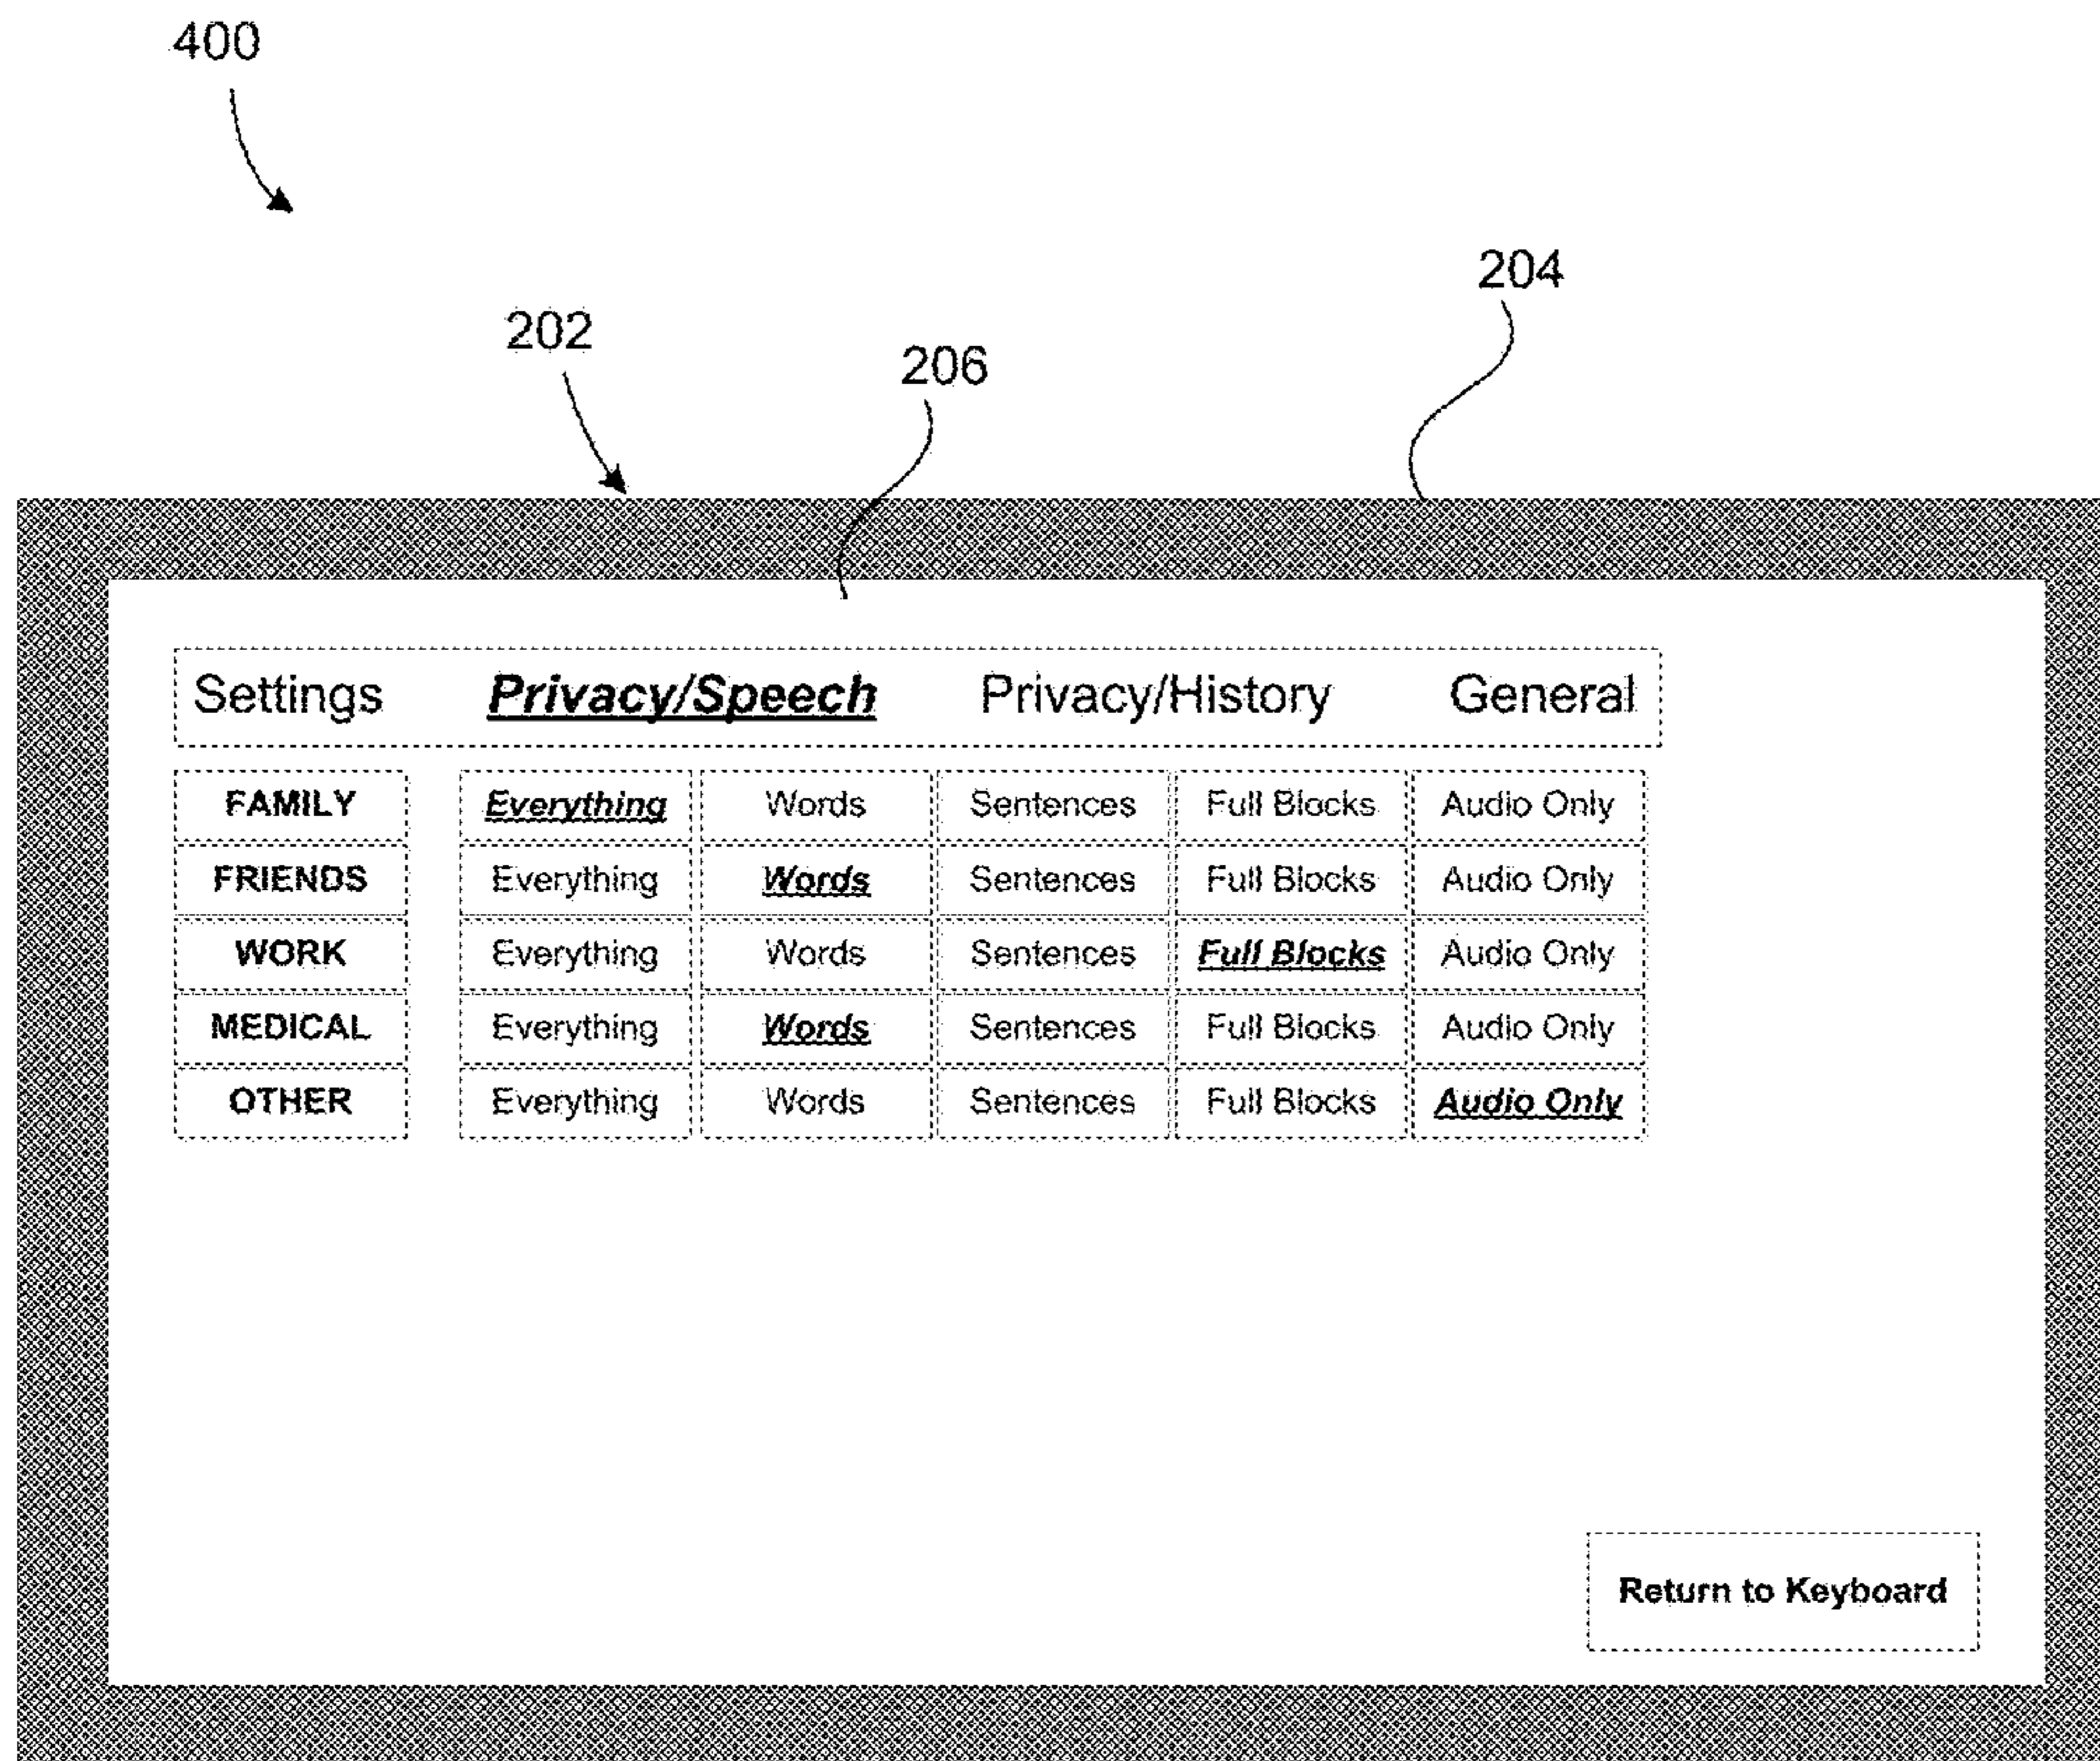 400
204
202
206
Settings Privacy/Speech Privacy/History General
FAMILY Everything Words Sentences Full Blocks Audio Only
FRIENDS Everything Words Sentences Full Blocks Audio Only
WORK Everything Words Sentences Full Blocks Audio Only
MEDICAL Everything Words Sentences Full Blocks Audio Only
OTHER Everything Words Sentences Full Blocks Audio Only
Return to Keyboard